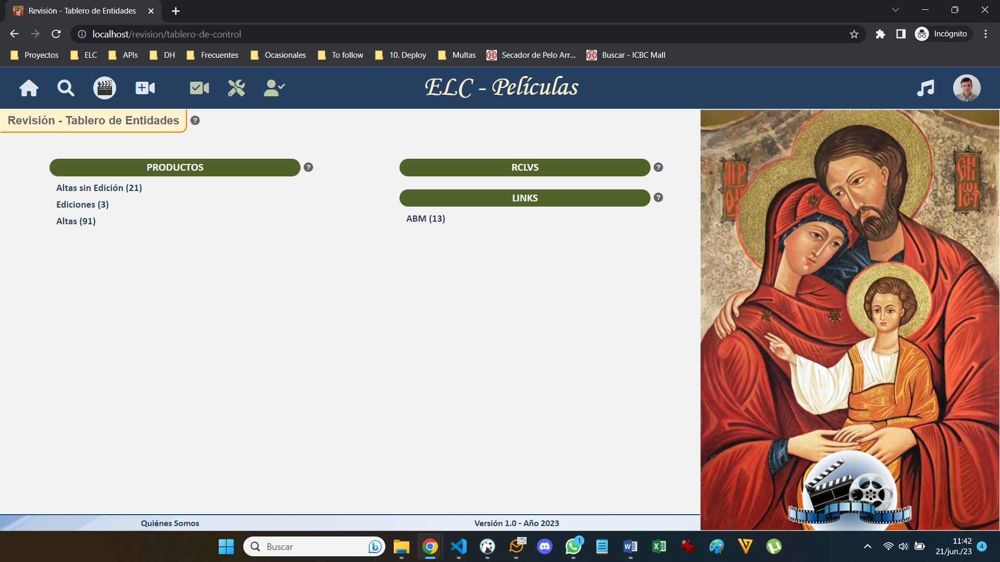 Revisión - Tablero de Entidades
localhost/revision/tablero-de-control
Incógnito
Proyectos
ELC
APIs
DH
Frecuentes
Ocasionales
To follow
10. Deploy
Multas
Secador de Pelo Arr...
Buscar - ICBC Mall
ELC - Películas
Revisión - Tablero de Entidades
?
PRODUCTOS
?
Altas sin Edición (21)
Ediciones (3)
Altas (91)
RCLVS
?
LINKS
?
ABM (13)
Quiénes Somos
Versión 1.0 - Año 2023
Buscar
1
11:42
21/jun./23
4